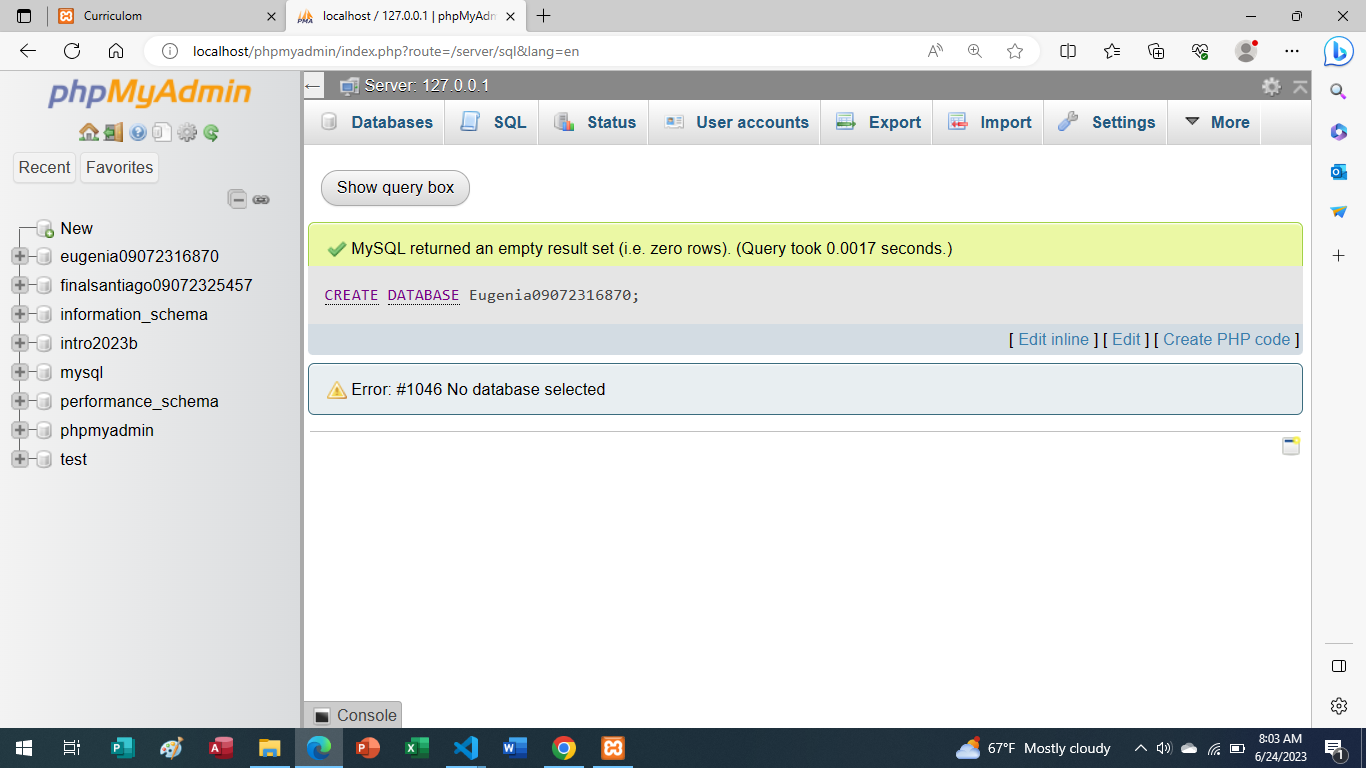 Curriculom
localhost / 127.0.0.1 | phpMyAdm
localhost/phpmyadmin/index.php?route=/server/sql&lang=en
phpMyAdmin
Recent
Favorites
New
eugenia09072316870
finalsantiago09072325457
information_schema
intro2023b
mysql
performance_schema
phpmyadmin
test
Server: 127.0.0.1
Databases
SQL
Status
User accounts
Export
Import
Settings
More
Show query box
MySQL returned an empty result set (i.e. zero rows). (Query took 0.0017 seconds.)
CREATE DATABASE Eugenia09072316870;
[ Edit inline ] [ Edit ] [ Create PHP code ]
Error: #1046 No database selected
Console
67°F Mostly cloudy
8:03 AM
6/24/2023
1